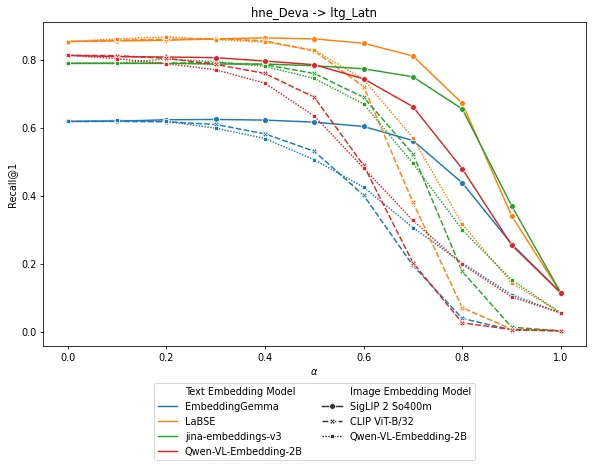 hne_Deva -> ltg_Latn
Recall@1
0.8
0.6
0.4
0.2
0.0
0.0 0.2 0.4 0.6 0.8 1.0
α
Text Embedding Model Image Embedding Model
EmbeddingGemma SigLIP 2 So400m
LaBSE CLIP ViT-B/32
jina-embeddings-v3 Qwen-VL-Embedding-2B
Qwen-VL-Embedding-2B